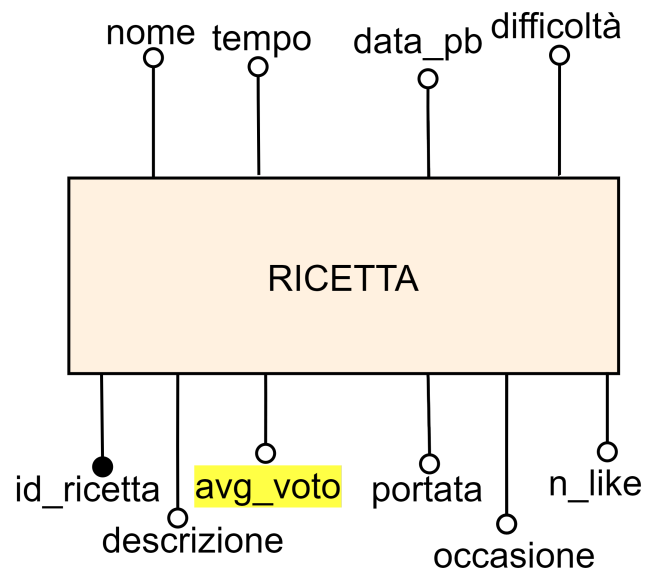 nome
tempo
data_pb
difficoltà
RICETTA
id_ricetta
avg_voto
portata
n_like
descrizione
occasione